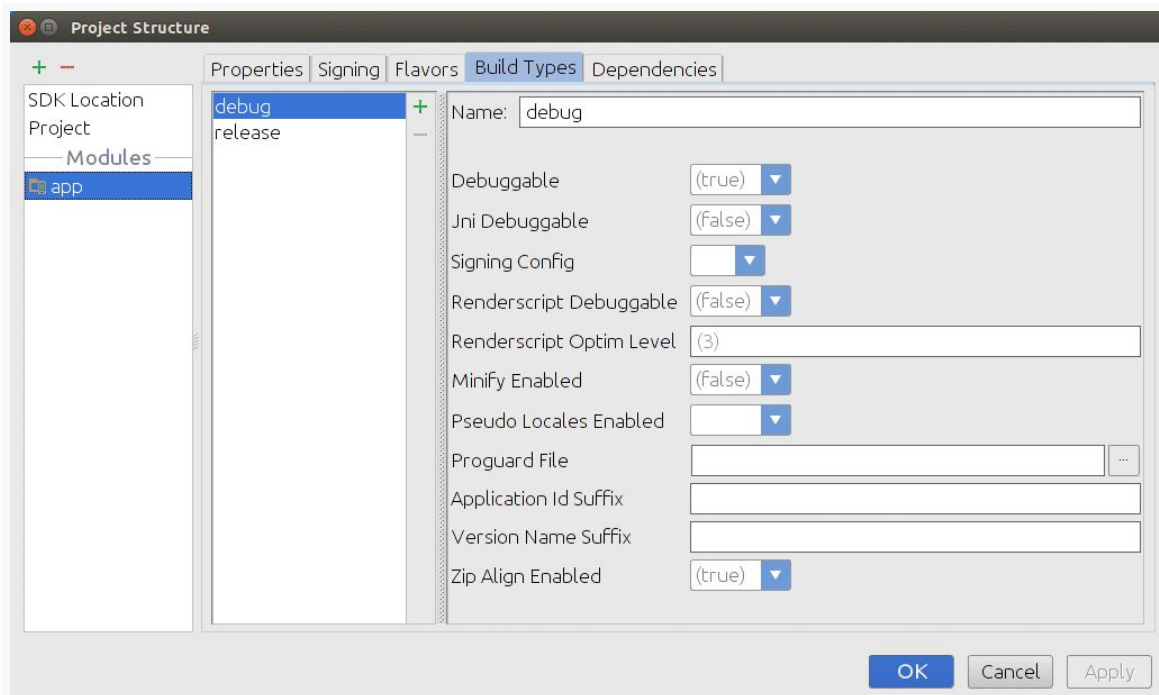 Project Structure
Properties Signing Flavors Build Types Dependencies
SDK Location
Project
Modules
app
debug
release
Name: debug
Debuggable (true)
Jni Debuggable (false)
Signing Config
Renderscript Debuggable (false)
Renderscript Optim Level (3)
Minify Enabled (false)
Pseudo Locales Enabled
Proguard File ...
Application Id Suffix
Version Name Suffix
Zip Align Enabled (true)
OK Cancel Apply